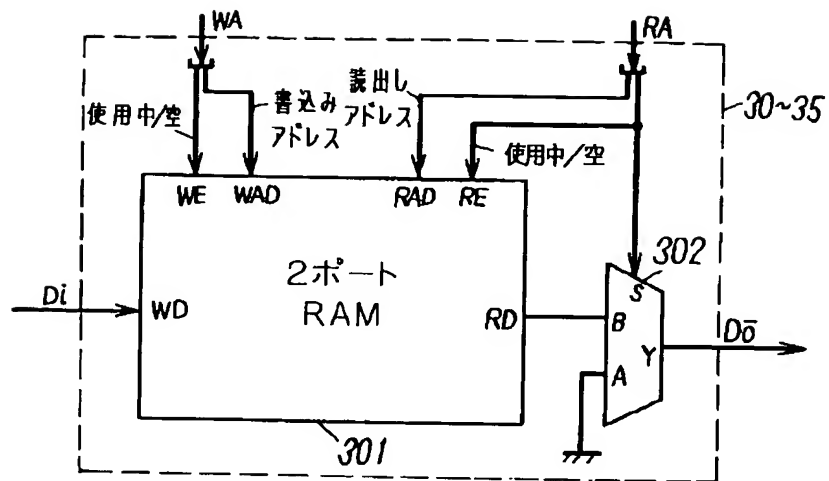 WA
RA
使用中/空
書込み
アドレス
読出し
アドレス
使用中/空
30~35
WE
WAD
RAD
RE
302
Di
WD
2ポート
RAM
RD
S
B
A
Y
Do
301